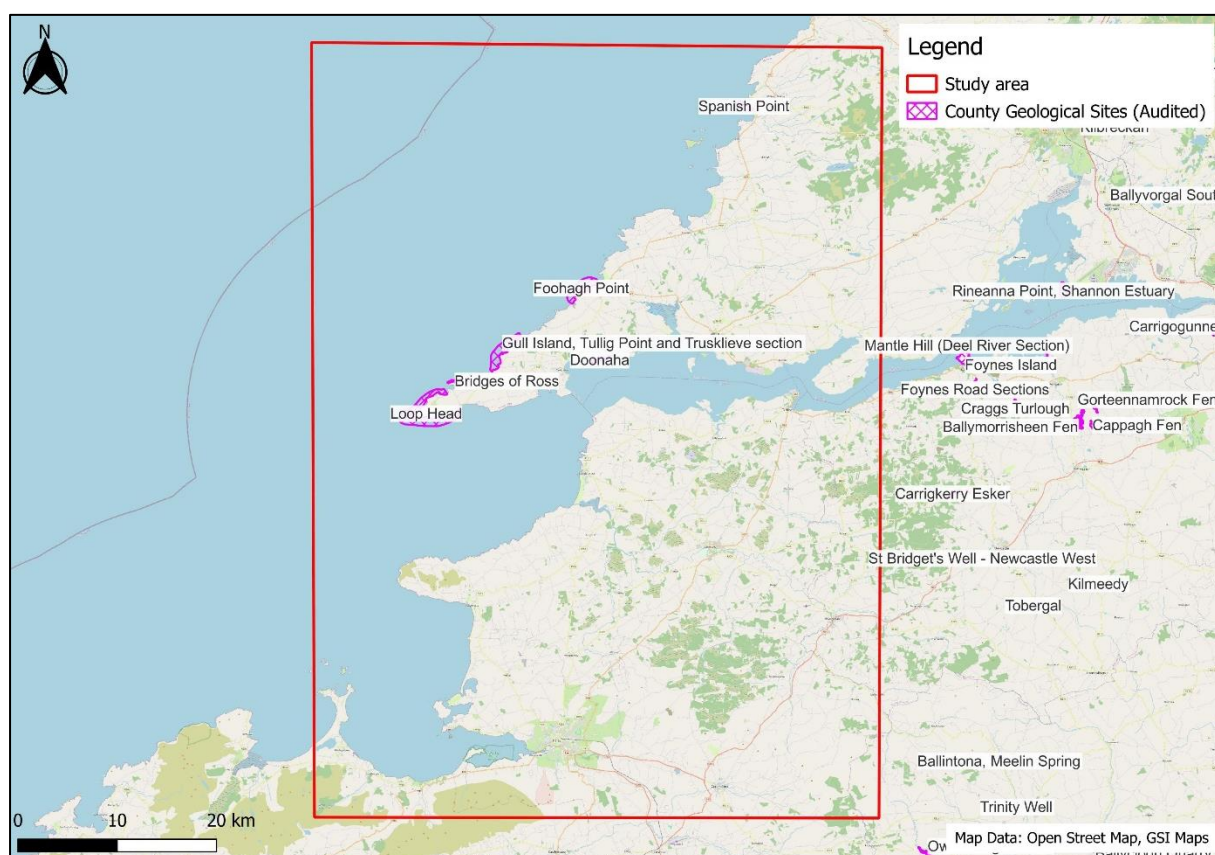 N
Legend
Study area
County Geological Sites (Audited)
Spanish Point
Kilbreckan
Ballyvorgal Sout
Foohagh Point
Rineanna Point, Shannon Estuary
Carrigogunne
Gull Island, Tullig Point and Trusklieve section
Mantle Hill (Deel River Section)
Doonaha
Foynes Island
Bridges of Ross
Foynes Road Sections
Gorteennamrock Fen
Loop Head
Craggs Turlough
Ballymorrisheen Fen
Cappagh Fen
Carrigkerry Esker
St Bridget's Well - Newcastle West
Kilmeedy
Tobergal
Ballintona, Meelin Spring
Trinity Well
0 10 20 km
Map Data: Open Street Map, GSI Maps
Ow